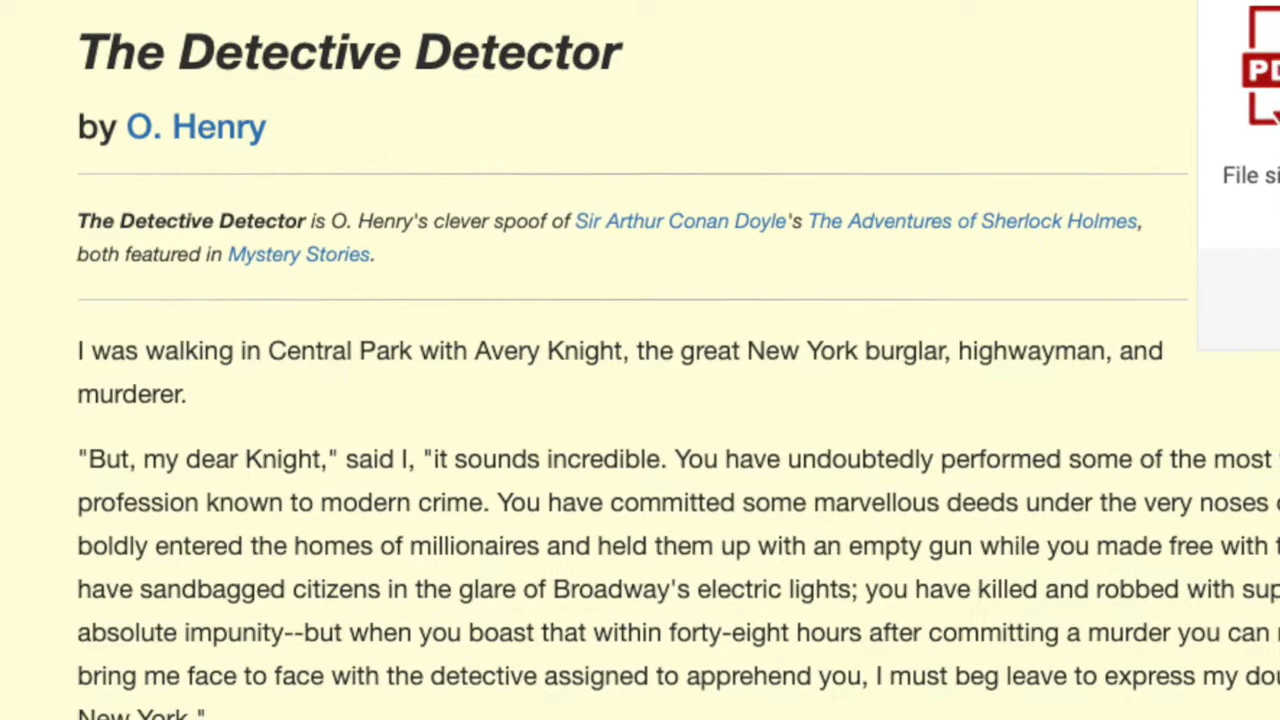 The Detective Detector
by O. Henry
The Detective Detector is O. Henry's clever spoof of Sir Arthur Conan Doyle's The Adventures of Sherlock Holmes,
both featured in Mystery Stories.
File
I was walking in Central Park with Avery Knight, the great New York burglar, highwayman, and
murderer.
"But, my dear Knight," said I, "it sounds incredible. You have undoubtedly performed some of the most
profession known to modern crime. You have committed some marvellous deeds under the very noses
boldly entered the homes of millionaires and held them up with an empty gun while you made free with
have sandbagged citizens in the glare of Broadway's electric lights; you have killed and robbed with
absolute impunity--but when you boast that within forty-eight hours after committing a murder you can
bring me face to face with the detective assigned to apprehend you, I must beg leave to express my
New York."